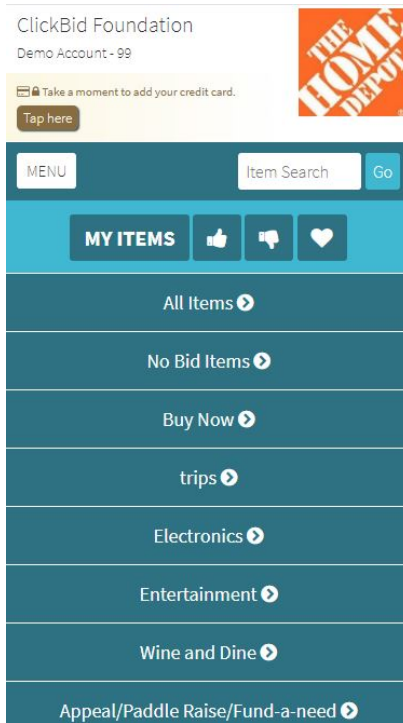 ClickBid Foundation
Demo Account - 99
THE
HOME
DEPOT
Take a moment to add your credit card.
Tap here
MENU
Item Search
Go
MY ITEMS
All Items
No Bid Items
Buy Now
trips
Electronics
Entertainment
Wine and Dine
Appeal/Paddle Raise/Fund-a-need